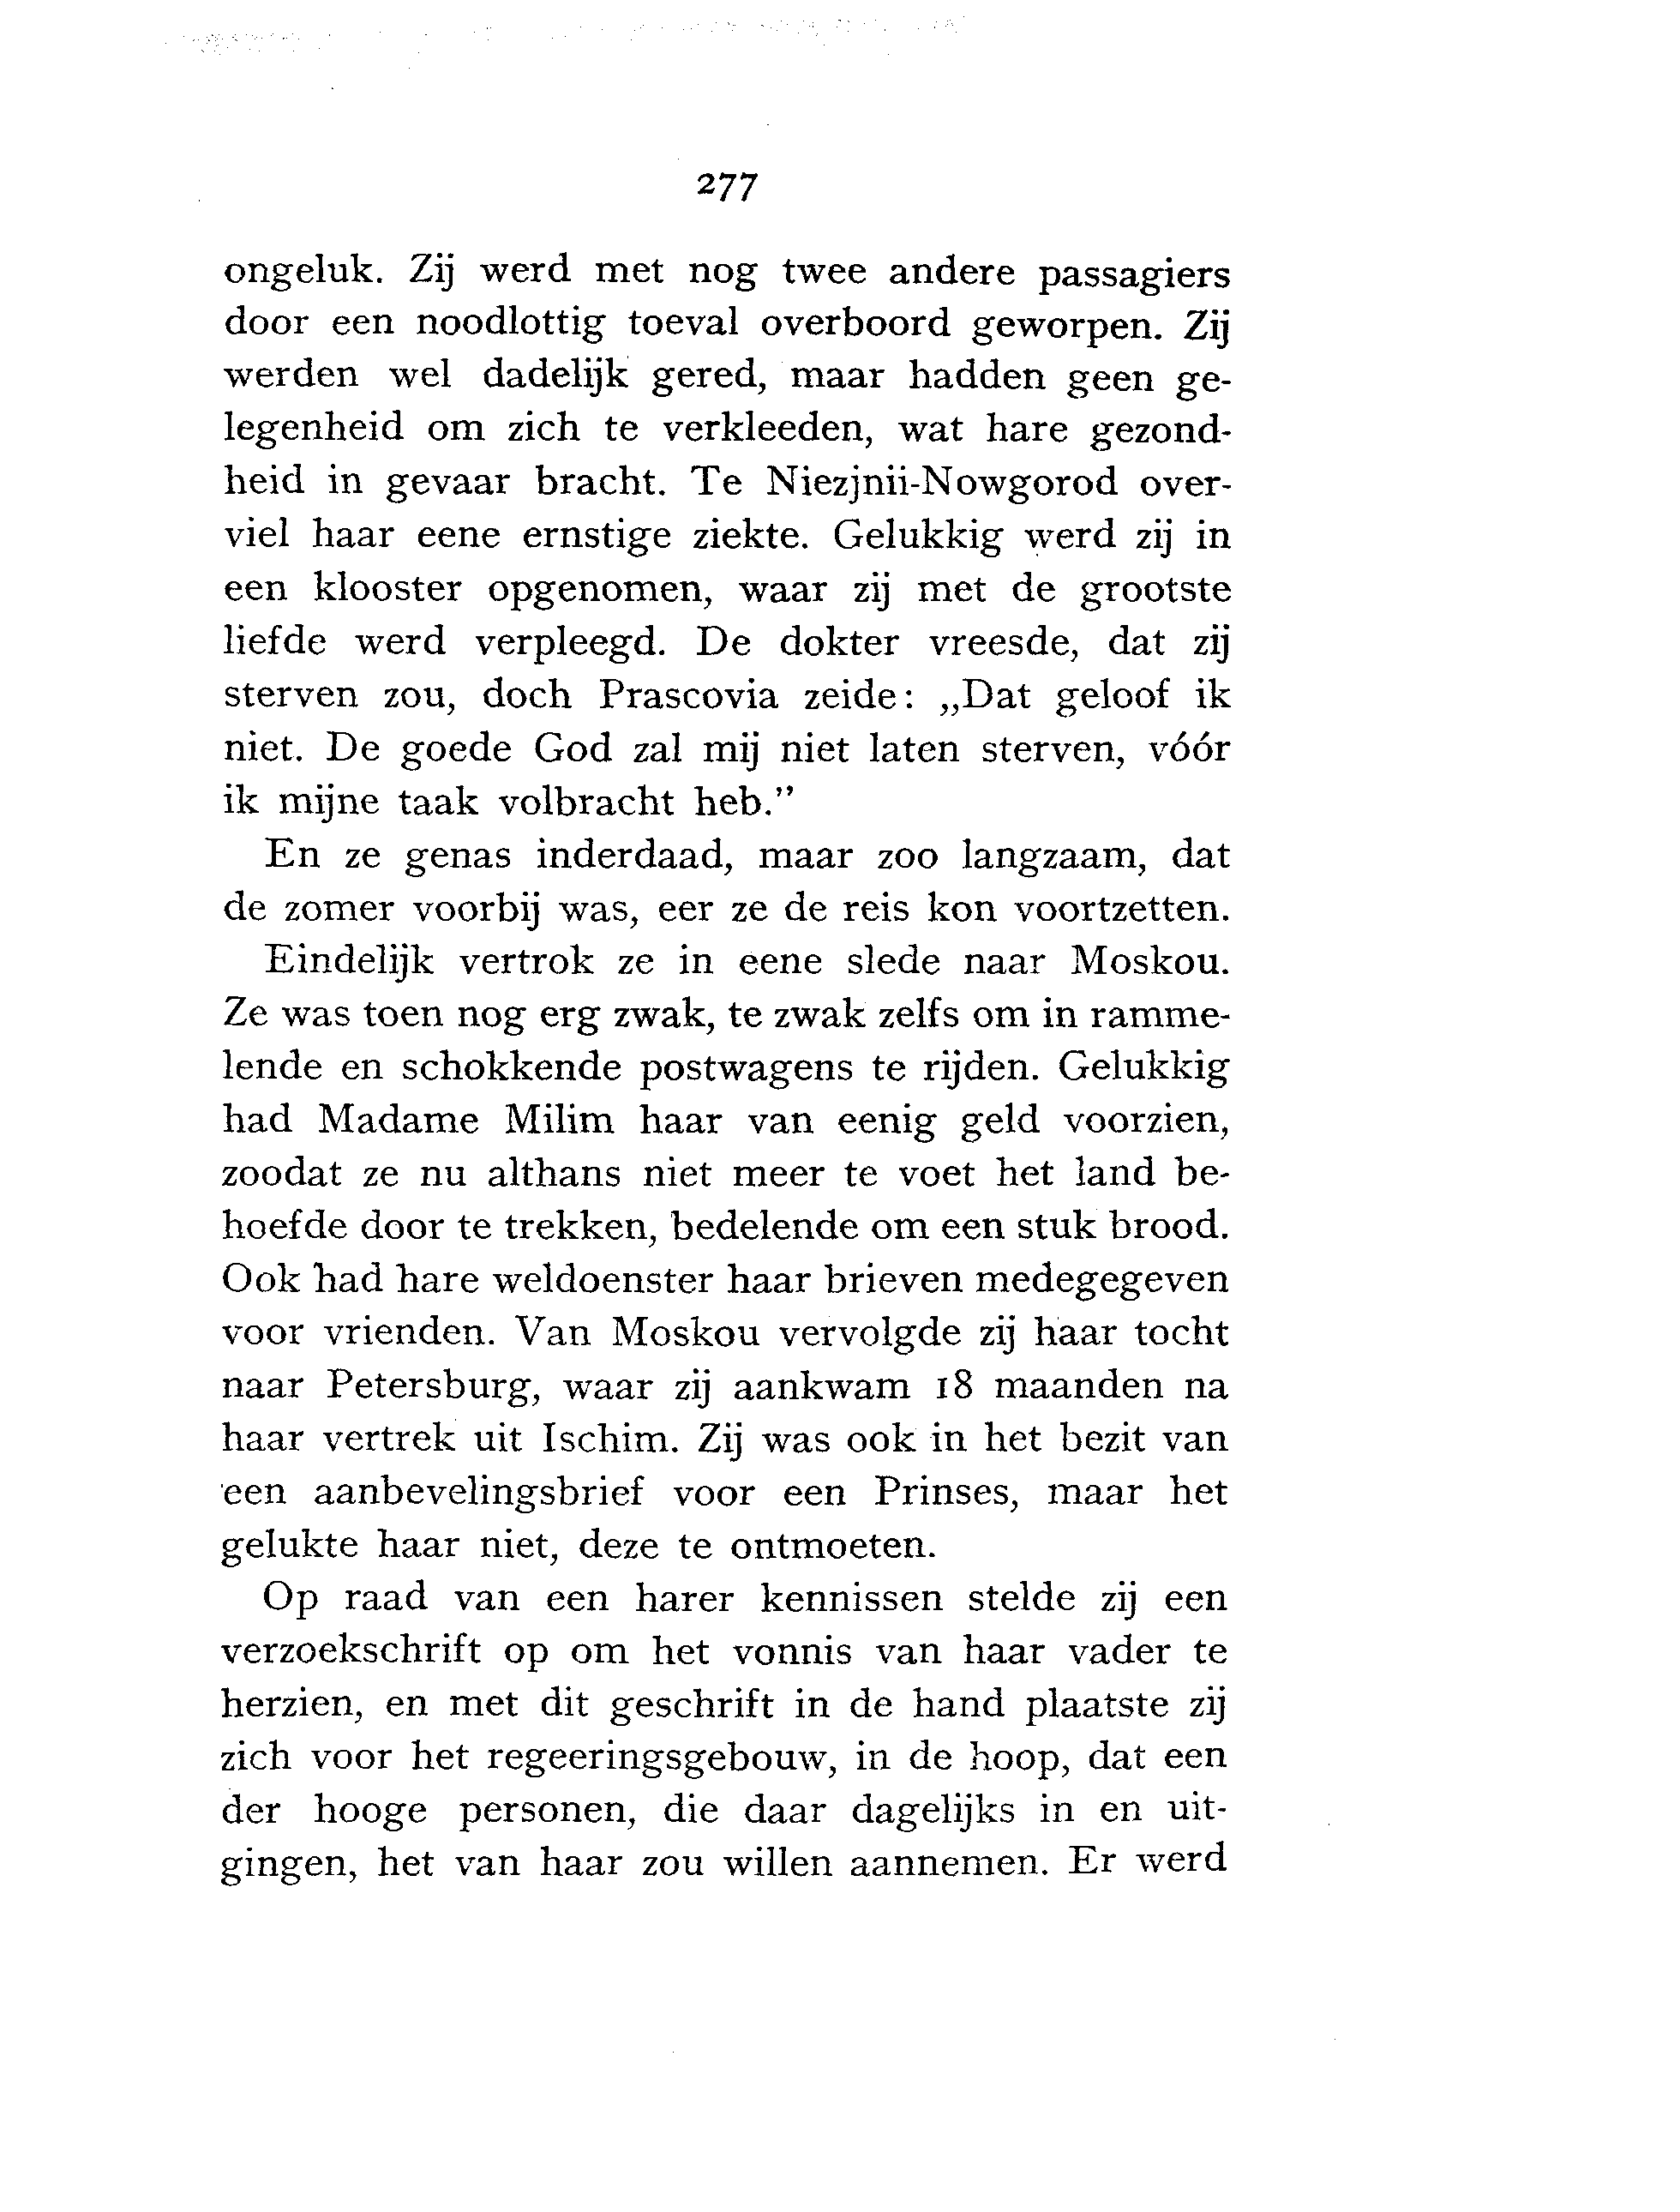 277
ongeluk. Zij werd met nog twee andere passagiers
door een noodlottig toeval overboord geworpen. Zij
werden wel dadelijk gered, maar hadden geen ge-
legenheid om zich te verkleeden, wat hare gezond-
heid in gevaar bracht. Te Niezjnii-Nowgorod over-
viel haar eene ernstige ziekte. Gelukkig werd zij in
een klooster opgenomen, waar zij met de grootste
liefde werd verpleegd. De dokter vreesde, dat zij
sterven zou, doch Prascovia zeide: „Dat geloof ik
niet. De goede God zal mij niet laten sterven, vóór
ik mijne taak volbracht heb.”
En ze genas inderdaad, maar zoo langzaam, dat
de zomer voorbij was, eer ze de reis kon voortzetten.
Eindelijk vertrok ze in eene slede naar Moskou.
Ze was toen nog erg zwak, te zwak zelfs om in ramme-
lende en schokkende postwagens te rijden. Gelukkig
had Madame Milim haar van eenig geld voorzien,
zoodat ze nu althans niet meer te voet het land be-
hoefde door te trekken, bedelende om een stuk brood.
Ook had hare weldoenster haar brieven medegegeven
voor vrienden. Van Moskou vervolgde zij haar tocht
naar Petersburg, waar zij aankwam 18 maanden na
haar vertrek uit Ischim. Zij was ook in het bezit van
een aanbevelingsbrief voor een Prinses, maar het
gelukte haar niet, deze te ontmoeten.
Op raad van een harer kennissen stelde zij een
verzoekschrift op om het vonnis van haar vader te
herzien, en met dit geschrift in de hand plaatste zij
zich voor het regeeringsgebouw, in de hoop, dat een
der hooge personen, die daar dagelijks in en uit-
gingen, het van haar zou willen aannemen. Er werd